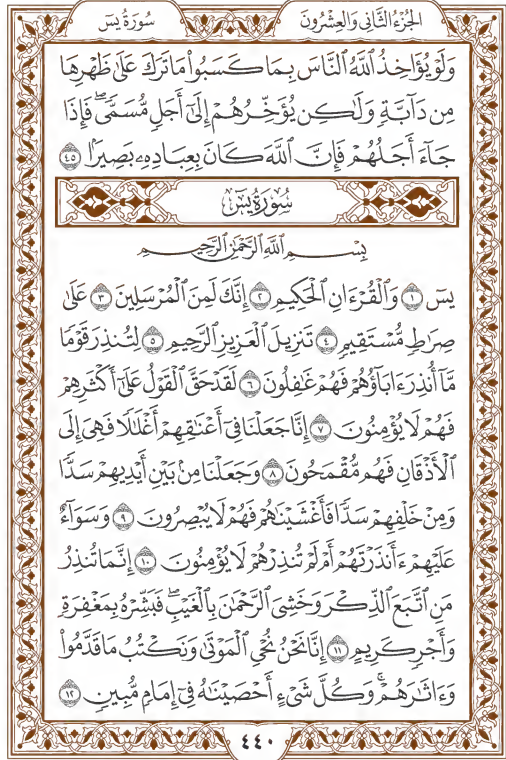 الجزء الثاني والعشرون
سورة يس
وَلَوۡ يُؤَاخِذُ ٱللَّهُ ٱلنَّاسَ بِمَا كَسَبُواْ مَا تَرَكَ عَلَىٰ ظَهۡرِهَا
مِن دَآبَّةٖ وَلَٰكِن يُؤَخِّرُهُمۡ إِلَىٰٓ أَجَلٖ مُّسَمّٗىۖ فَإِذَا
جَآءَ أَجَلُهُمۡ فَإِنَّ ٱللَّهَ كَانَ بِعِبَادِهِۦ بَصِيرَۢا ٤٥
سُورَةُ يسٓ
بِسۡمِ ٱللَّهِ ٱلرَّحۡمَٰنِ ٱلرَّحِيمِ
يسٓ ١ وَٱلۡقُرۡءَانِ ٱلۡحَكِيمِ ٢ إِنَّكَ لَمِنَ ٱلۡمُرۡسَلِينَ ٣ عَلَىٰ
صِرَٰطٖ مُّسۡتَقِيمٖ ٤ تَنزِيلَ ٱلۡعَزِيزِ ٱلرَّحِيمِ ٥ لِتُنذِرَ قَوۡمٗا
مَّآ أُنذِرَ ءَابَآؤُهُمۡ فَهُمۡ غَٰفِلُونَ ٦ لَقَدۡ حَقَّ ٱلۡقَوۡلُ عَلَىٰٓ أَكۡثَرِهِمۡ
فَهُمۡ لَا يُؤۡمِنُونَ ٧ إِنَّا جَعَلۡنَا فِيٓ أَعۡنَٰقِهِمۡ أَغۡلَٰلٗا فَهِيَ إِلَى
ٱلۡأَذۡقَانِ فَهُم مُّقۡمَحُونَ ٨ وَجَعَلۡنَا مِنۢ بَيۡنِ أَيۡدِيهِمۡ سَدّٗا
وَمِنۡ خَلۡفِهِمۡ سَدّٗا فَأَغۡشَيۡنَٰهُمۡ فَهُمۡ لَا يُبۡصِرُونَ ٩ وَسَوَآءٌ
عَلَيۡهِمۡ ءَأَنذَرۡتَهُمۡ أَمۡ لَمۡ تُنذِرۡهُمۡ لَا يُؤۡمِنُونَ ١٠ إِنَّمَا تُنذِرُ
مَنِ ٱتَّبَعَ ٱلذِّكۡرَ وَخَشِيَ ٱلرَّحۡمَٰنَ بِٱلۡغَيۡبِۖ فَبَشِّرۡهُ بِمَغۡفِرَةٖ
وَأَجۡرٖ كَرِيمٍ ١١ إِنَّا نَحۡنُ نُحۡيِ ٱلۡمَوۡتَىٰ وَنَكۡتُبُ مَا قَدَّمُواْ
وَءَاثَٰرَهُمۡۚ وَكُلَّ شَيۡءٍ أَحۡصَيۡنَٰهُ فِيٓ إِمَامٖ مُّبِينٖ ١٢
٤٤٠